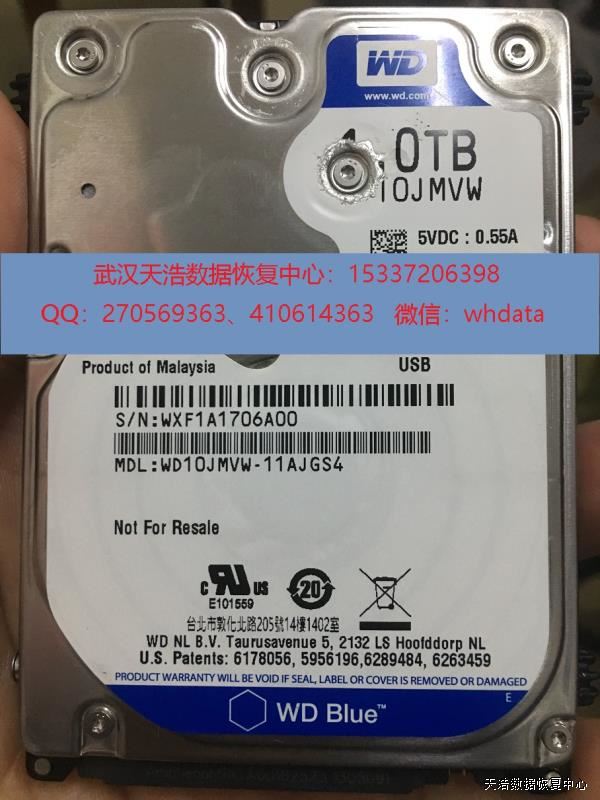 WD
www.wd.com
.0TB
10JMVW
5VDC : 0.55A
武汉天浩数据恢复中心：15337206398
QQ：270569363、410614363 微信：whdata
Product of Malaysia USB
S/N:WXF1A1706A00
MDL:WD10JMVW-11AJGS4
Not For Resale
c RU US
E101559
20
台北市敦化北路205號14樓1402室
WD NL B.V. Taurusavenue 5, 2132 LS Hoofddorp NL
U.S. Patents: 6178056, 5956196,6289484, 6263459
PRODUCT WARRANTY WILL BE VOID IF SEAL, LABEL OR COVER IS REMOVED OR DAMAGED
E
WD Blue™
天浩数据恢复中心